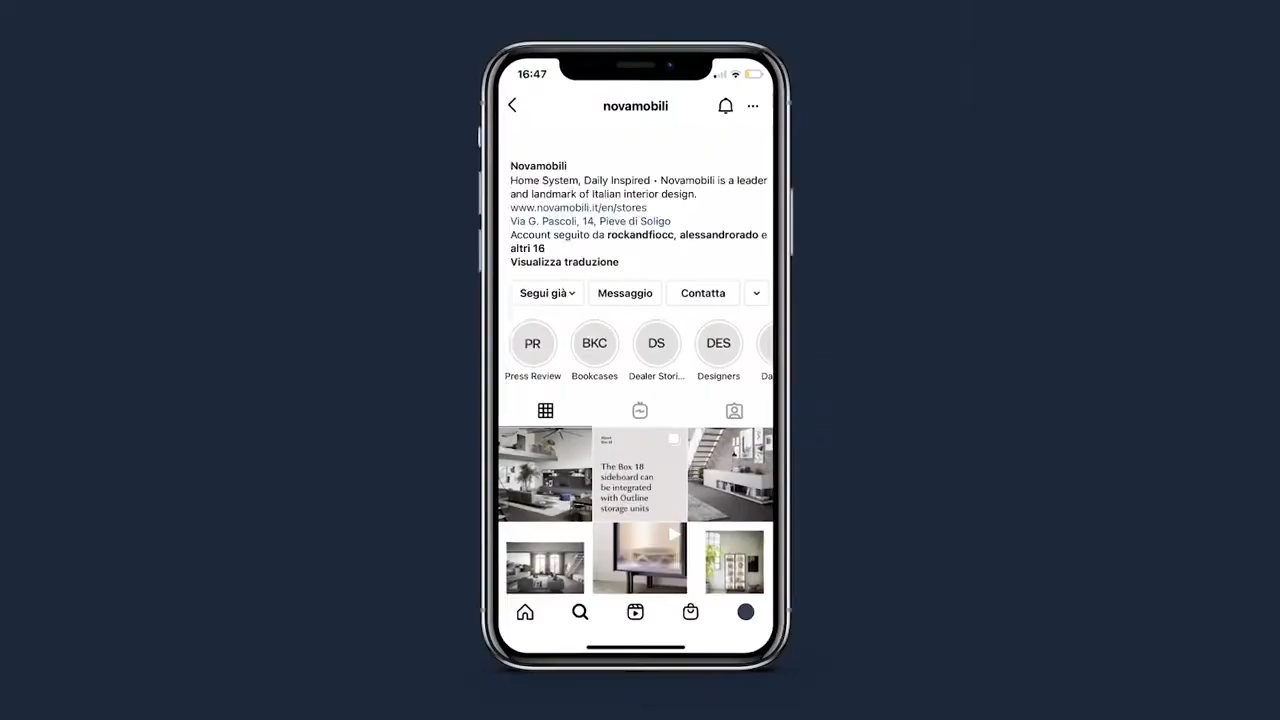 16:47
novamobili
Novamobili
Home System, Daily Inspired • Novamobili is a leader
and landmark of Italian interior design.
www.novamobili.it/en/stores
Via G. Pascoli, 14, Pieve di Soligo
Account seguito da rockandfiocc, alessandrorado e
altri 16
Visualizza traduzione
Segui già Messaggio Contatta
PR BKC DS DES
Press Review Bookcases Dealer Stori... Designers Da
The Box 18
sideboard can
be integrated
with Outline
storage units